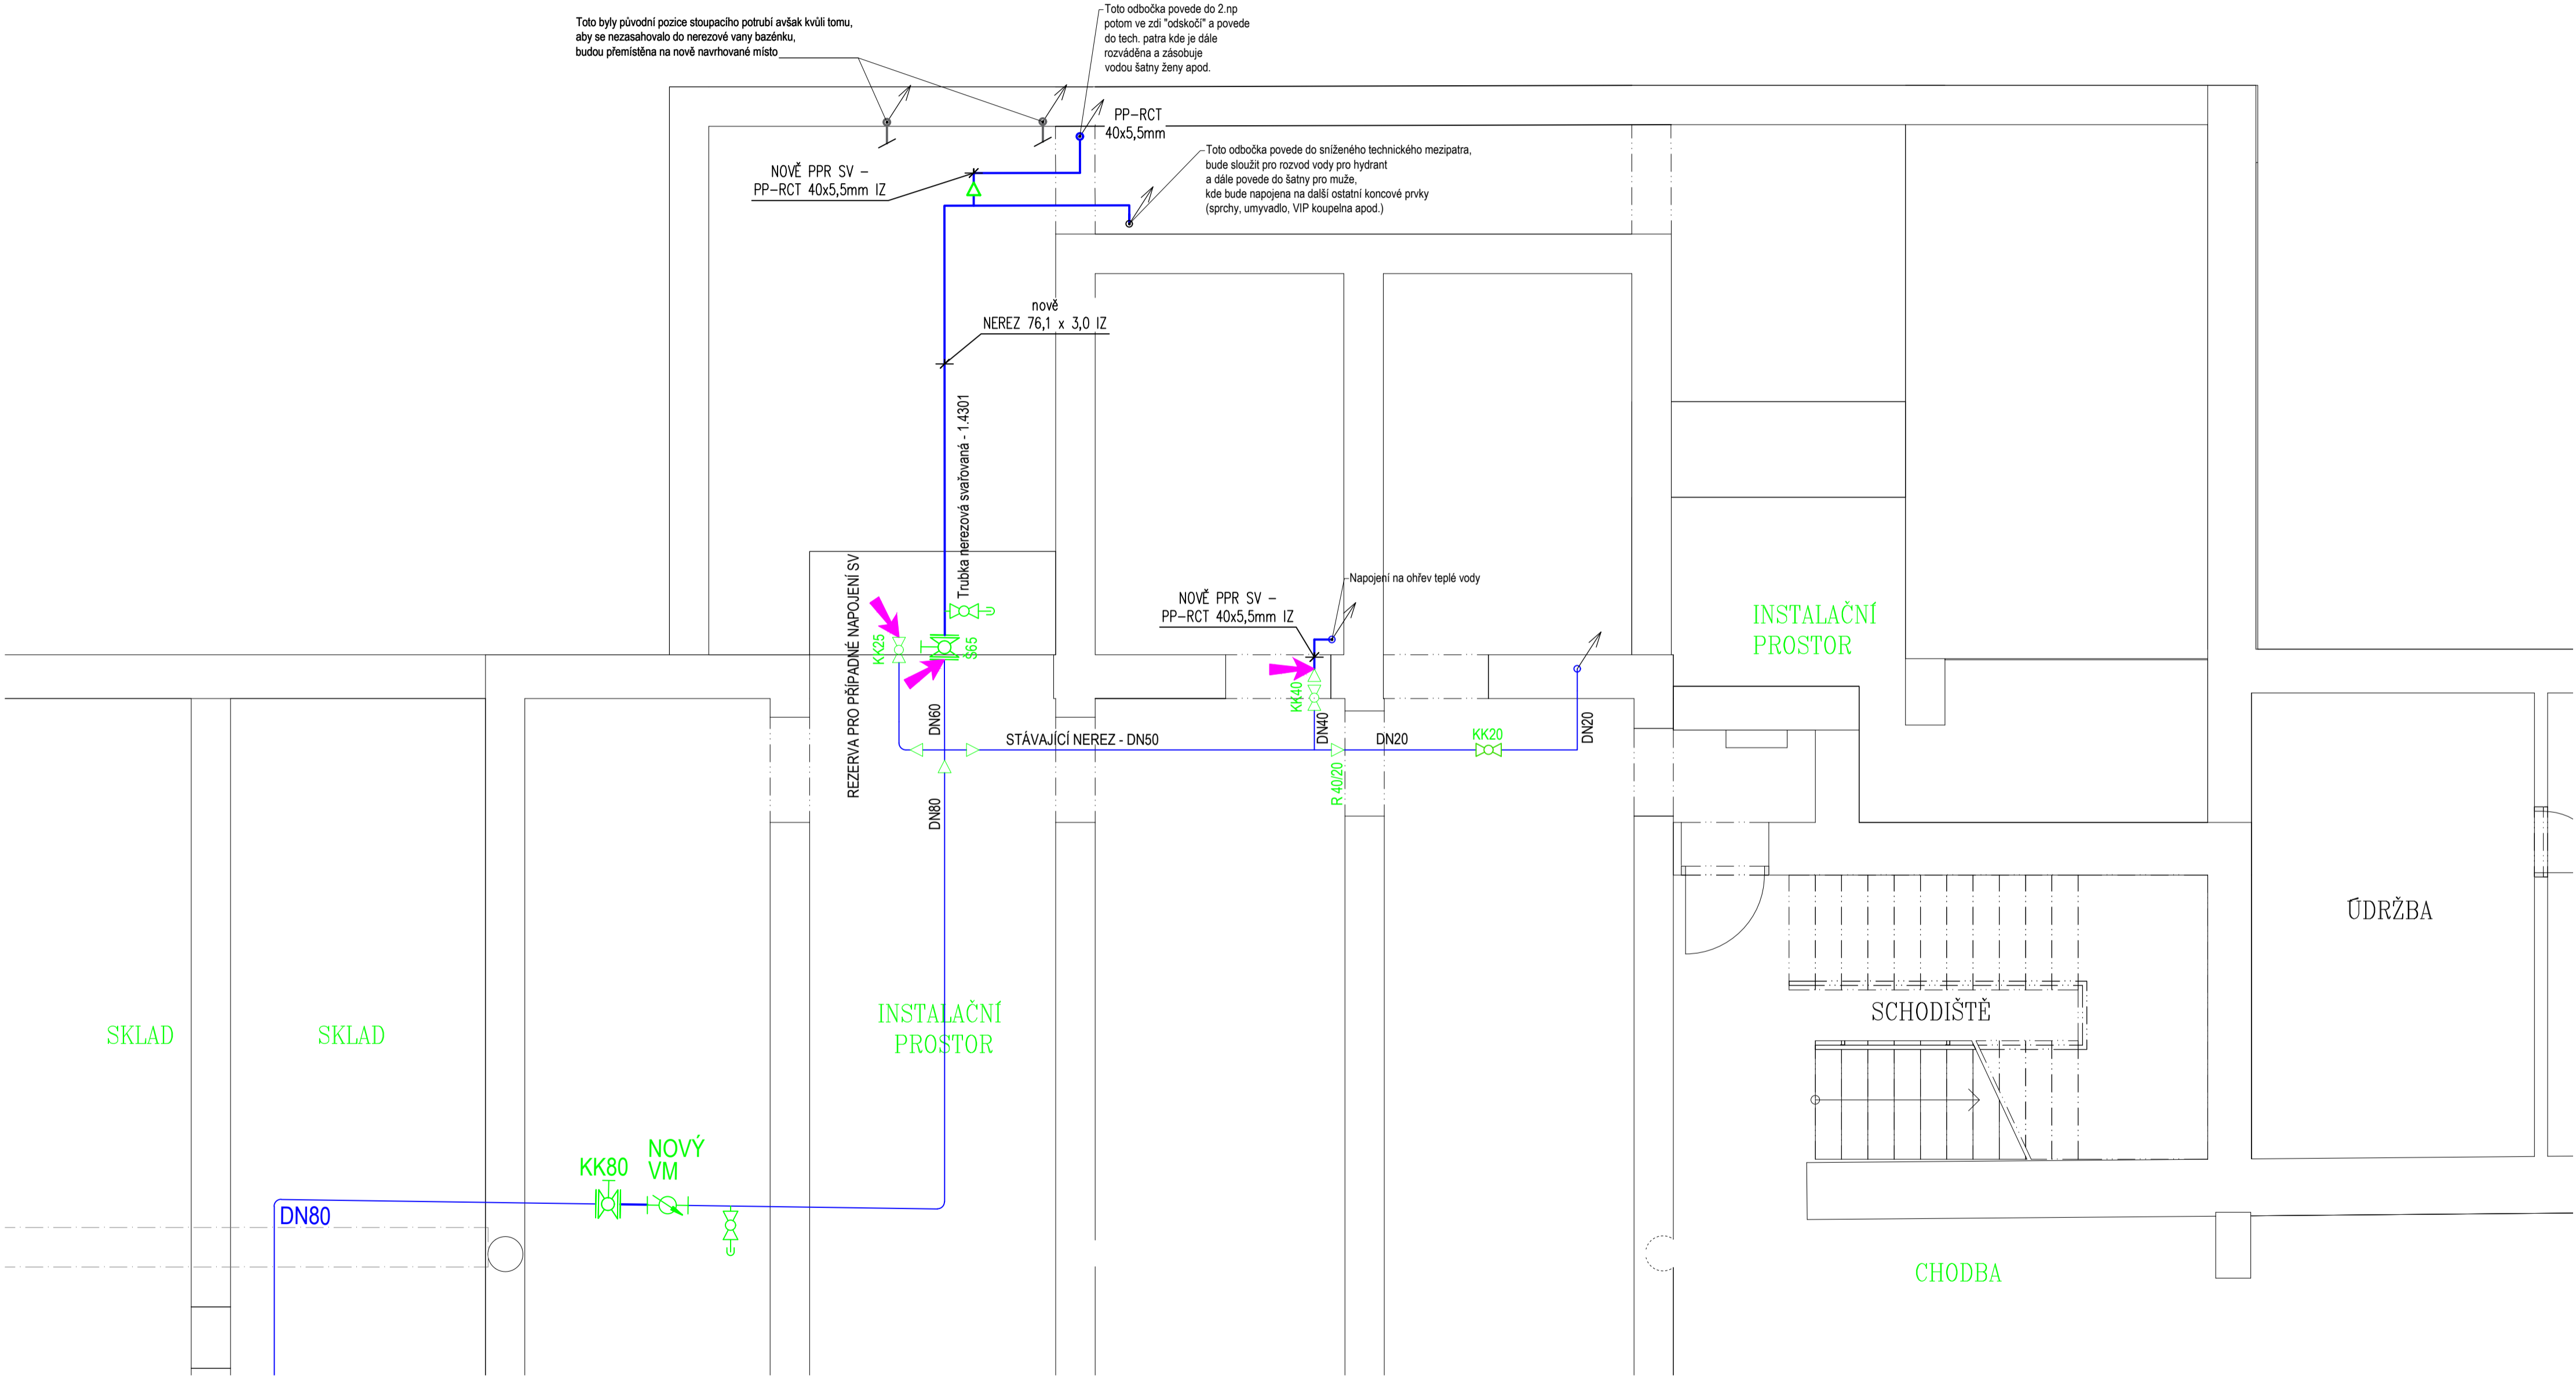 Toto byly původní pozice stoupacího potrubí avšak kvůli tomu,
aby se nezasahovalo do nerezové vany bazénku,
budou přemístěna na nově navrhované místo
Toto odbočka povede do 2.np
potom ve zdi "odskočí" a povede
do tech. patra kde je dále
rozváděna a zásobuje
vodou šatny ženy apod.
PP-RCT
40x5,5mm
Toto odbočka povede do sníženého technického mezipatra,
bude sloužit pro rozvod vody pro hydrant
a dále povede do šatny pro muže,
kde bude napojena na další ostatní koncové prvky
(sprchy, umyvadlo, VIP koupelna apod.)
NOVĚ PPR SV -
PP-RCT 40x5,5mm IZ
nově
NEREZ 76,1 x 3,0 IZ
Trubka nerezová svařovaná - 1.4301
REZERVA PRO PŘÍPADNÉ NAPOJENÍ SV
KK25
S65
Napojení na ohřev teplé vody
NOVĚ PPR SV -
PP-RCT 40x5,5mm IZ
KK40
INSTALAČNÍ
PROSTOR
DN60
STÁVAJÍCÍ NEREZ - DN50
DN40
DN20
KK20
DN20
R 40/20
DN80
ÚDRŽBA
SCHODIŠTĚ
INSTALAČNÍ
PROSTOR
SKLAD
SKLAD
KK80
NOVÝ
VM
DN80
CHODBA